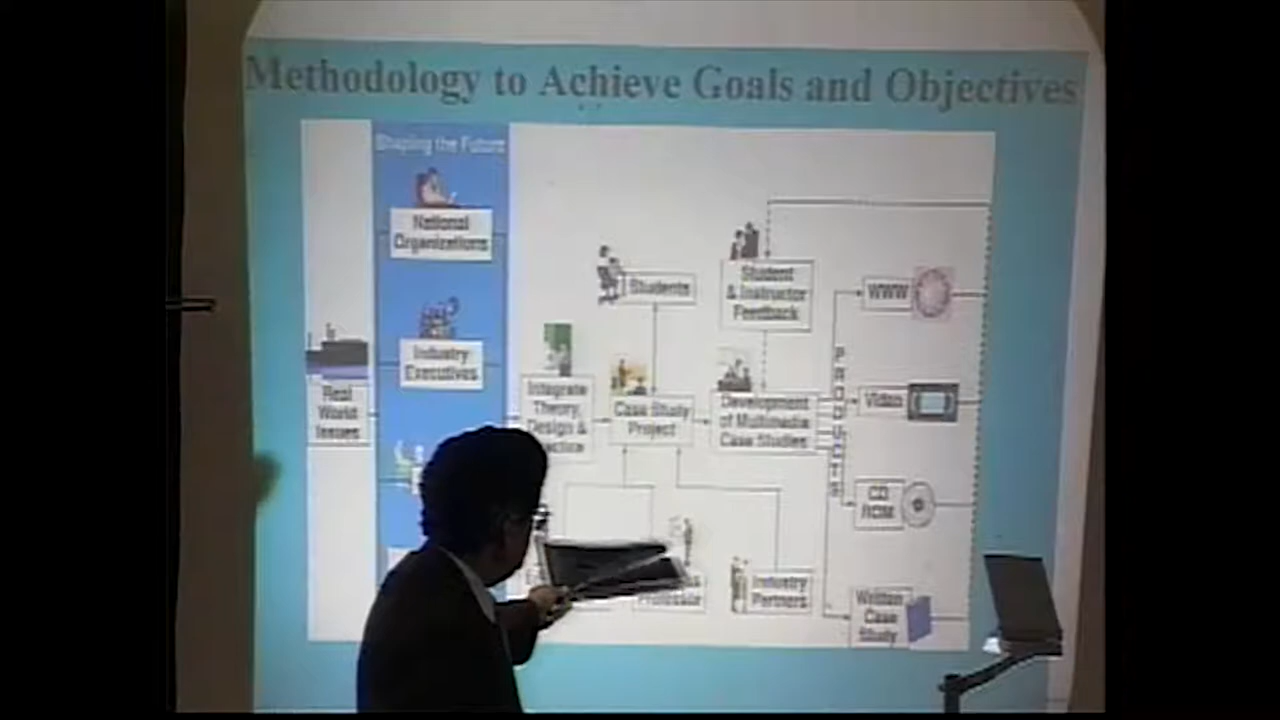 Methodology to Achieve Goals and Objectives
Shaping the Future
National
Organizations
Industry
Executives
Real
World
Issues
Integrate
Theory,
Design &
Students
Case Study
Project
Student
& Instructor
Feedback
Development
of Multimedia
Case Studies
PRODUCTS
WWW
Video
CD
ROM
Written
Case
Study
Industry
Partners